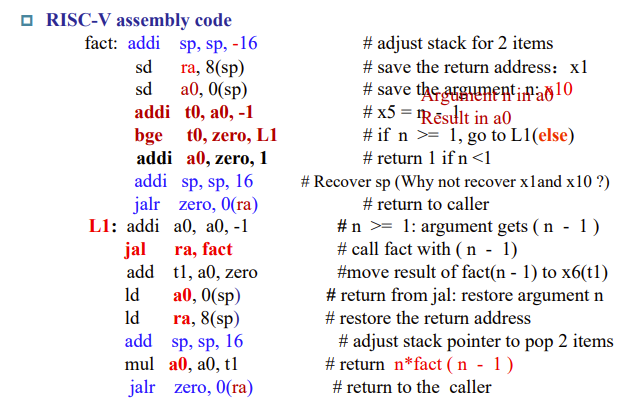 RISC-V assembly code
fact: addi sp, sp, -16 # adjust stack for 2 items
sd ra, 8(sp) # save the return address: x1
sd a0, 0(sp) # save the argument n: x10
Argument n in a0
addi t0, a0, -1 # x5 = n - 1
Result in a0
bge t0, zero, L1 # if n >= 1, go to L1(else)
addi a0, zero, 1 # return 1 if n <1
addi sp, sp, 16 # Recover sp (Why not recover x1and x10 ?)
jalr zero, 0(ra) # return to caller
L1: addi a0, a0, -1 # n >= 1: argument gets ( n - 1 )
jal ra, fact # call fact with ( n - 1)
add t1, a0, zero #move result of fact(n - 1) to x6(t1)
ld a0, 0(sp) # return from jal: restore argument n
ld ra, 8(sp) # restore the return address
add sp, sp, 16 # adjust stack pointer to pop 2 items
mul a0, a0, t1 # return n*fact ( n - 1 )
jalr zero, 0(ra) # return to the caller